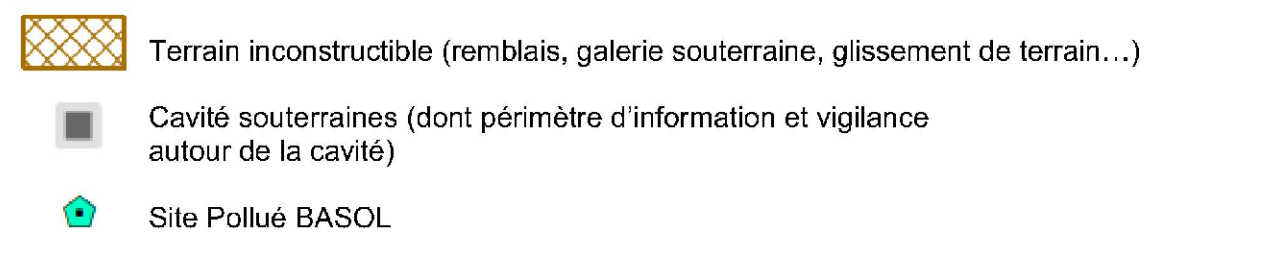 Terrain inconstructible (remblais, galerie souterraine, glissement de terrain…)
Cavité souterraines (dont périmètre d'information et vigilance
autour de la cavité)
Site Pollué BASOL